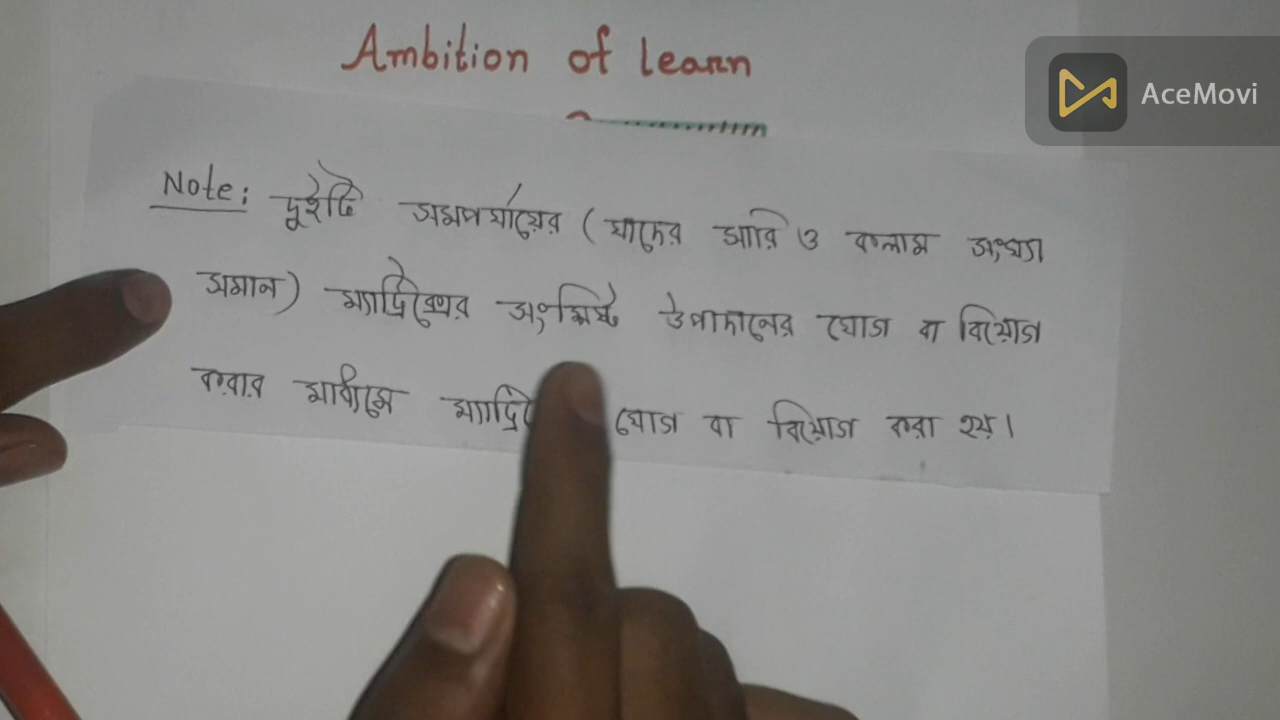 Ambition of learn
AceMovi
Note: দুইটি সমপর্যায়ের (যাদের সারি ও কলাম সংখ্যা
সমান) ম্যাট্রিক্সের সংশ্লিষ্ট উপাদানের যোগ বা বিয়োগ
করার মাধ্যমে যোগ বা বিয়োগ করা হয়।